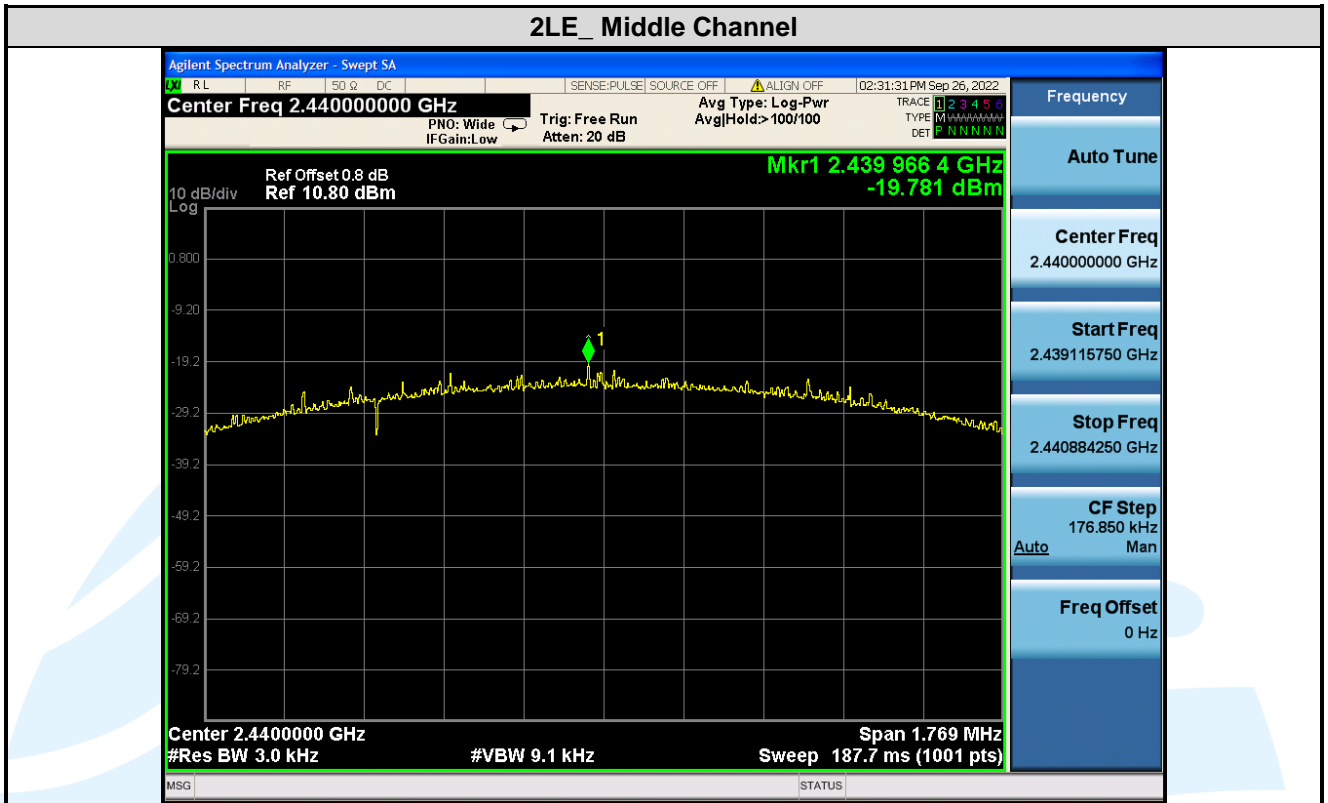 2LE_ Middle Channel
Agilent Spectrum Analyzer - Swept SA
LXI RL RF 50 Ω DC SENSE:PULSE SOURCE OFF ALIGN OFF 02:31:31 PM Sep 26, 2022
Center Freq 2.440000000 GHz
PNO: Wide
IFGain:Low
Trig: Free Run
Atten: 20 dB
Avg Type: Log-Pwr
Avg|Hold:> 100/100
TRACE 1 2 3 4 5 6
TYPE M WWWWW
DET P N N N N N
Mkr1 2.439 966 4 GHz
-19.781 dBm
Ref Offset 0.8 dB
10 dB/div Ref 10.80 dBm
Log
0.800
-9.20
1
-19.2
-29.2
-39.2
-49.2
-59.2
-69.2
-79.2
Center 2.4400000 GHz Span 1.769 MHz
#Res BW 3.0 kHz #VBW 9.1 kHz Sweep 187.7 ms (1001 pts)
MSG STATUS
Frequency
Auto Tune
Center Freq
2.440000000 GHz
Start Freq
2.439115750 GHz
Stop Freq
2.440884250 GHz
CF Step
176.850 kHz
Auto Man
Freq Offset
0 Hz